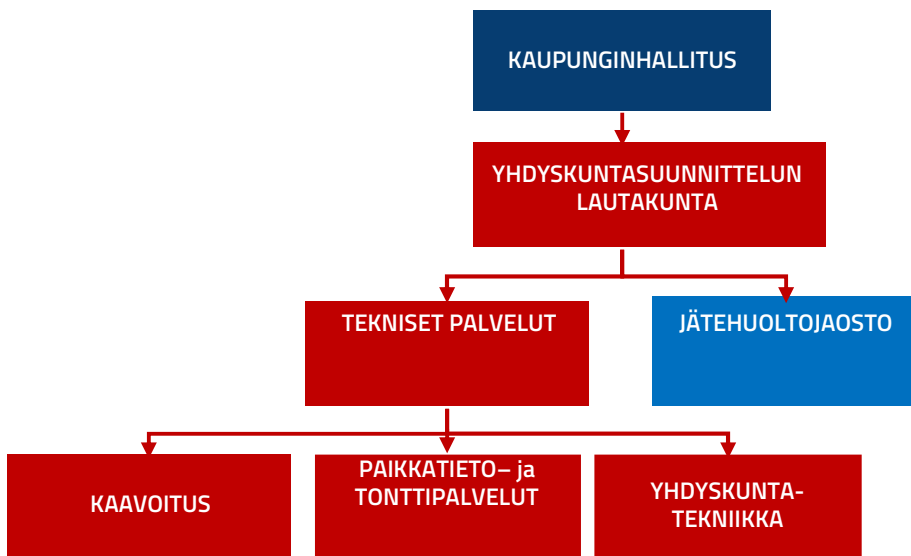 KAUPUNGINHALLITUS
YHDYSKUNTASUUNNITTELUN
LAUTAKUNTA
TEKNISET PALVELUT
JÄTEHUOLTOJAOSTO
KAAVOITUS
PAIKKATIETO– ja
TONTTIPALVELUT
YHDYSKUNTA-
TEKNIIKKA